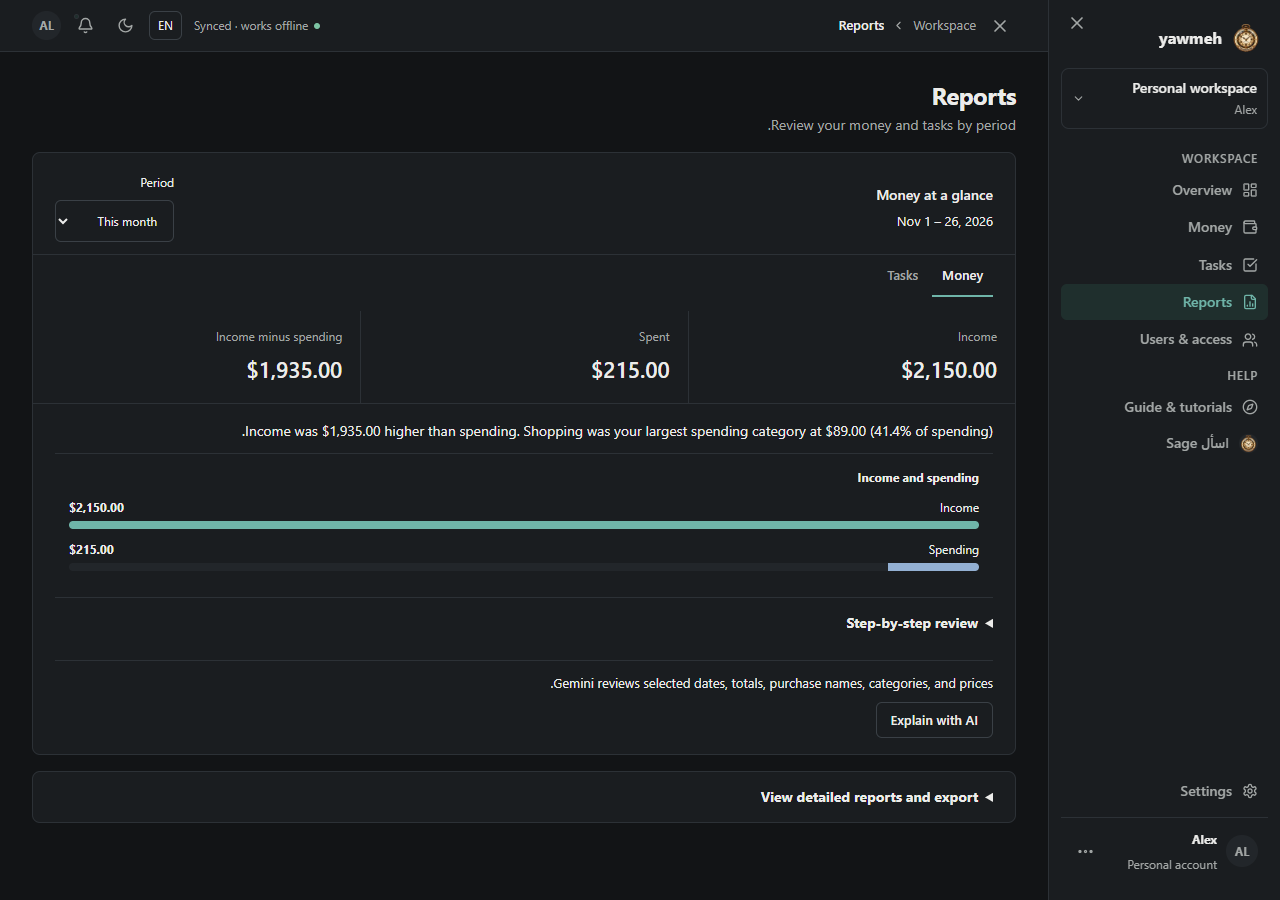 yawmeh
Personal workspace
Alex
WORKSPACE
Overview
Money
Tasks
Reports
Users & access
HELP
Guide & tutorials
اسأل Sage
Settings
AL
Alex
Personal account
Workspace
Reports
Synced · works offline
EN
AL
Reports
Review your money and tasks by period.
Money at a glance
Nov 1 – 26, 2026
Period
This month
Money
Tasks
Income
$2,150.00
Spent
$215.00
Income minus spending
$1,935.00
Income was $1,935.00 higher than spending. Shopping was your largest spending category at $89.00 (41.4% of spending).
Income and spending
Income
$2,150.00
Spending
$215.00
Step-by-step review
Gemini reviews selected dates, totals, purchase names, categories, and prices.
Explain with AI
View detailed reports and export